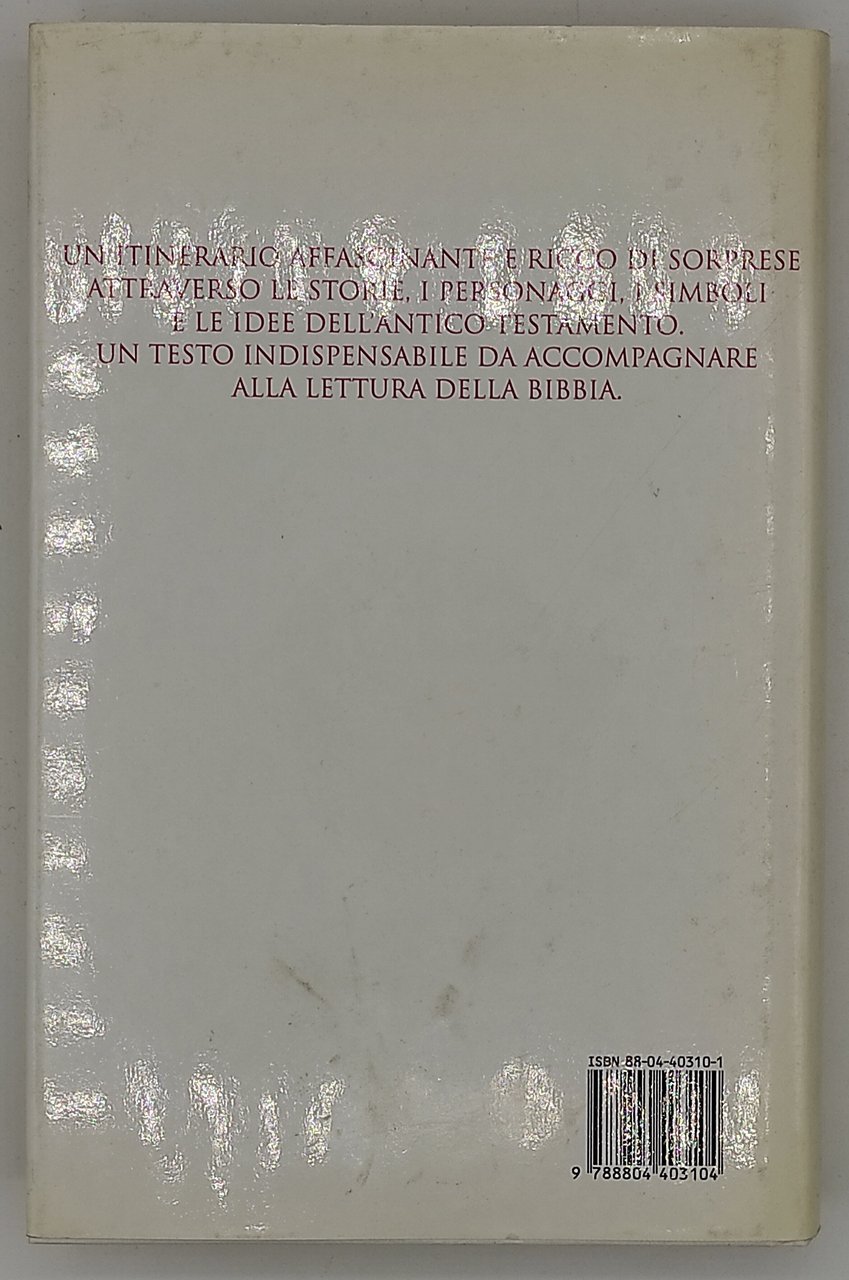 UN ITINERARIO AFFASCINANTE E RICCO DI SORPRESE
ATTRAVERSO LE STORIE, I PERSONAGGI, I SIMBOLI
E LE IDEE DELL'ANTICO TESTAMENTO.
UN TESTO INDISPENSABILE DA ACCOMPAGNARE
ALLA LETTURA DELLA BIBBIA.
ISBN 88-04-40310-1
9 788804 403104